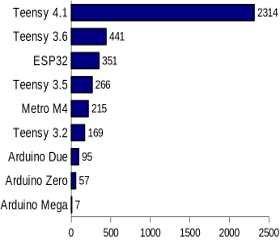 Teensy 4.1 2314
Teensy 3.6 441
ESP32 351
Teensy 3.5 266
Metro M4 215
Teensy 3.2 169
Arduino Due 95
Arduino Zero 57
Arduino Mega 7
0 500 1000 1500 2000 2500